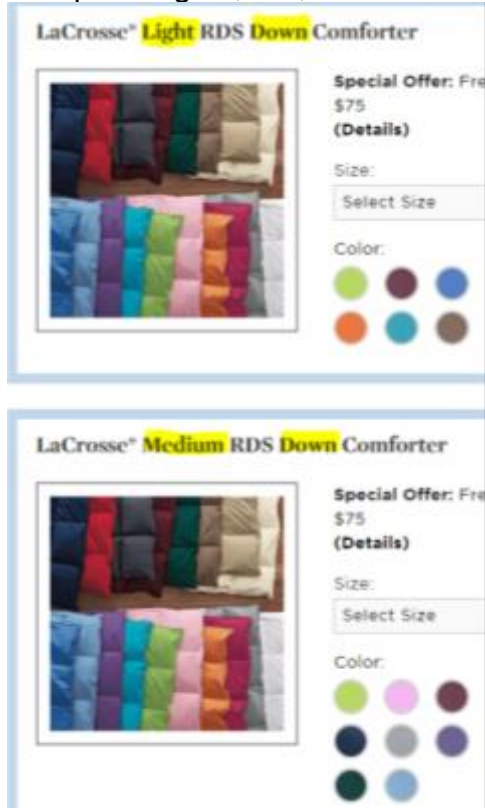 LaCrosse® Light RDS Down Comforter
Special Offer: Fre
$75
(Details)
Size:
Select Size
Color:
LaCrosse® Medium RDS Down Comforter
Special Offer: Fre
$75
(Details)
Size:
Select Size
Color: